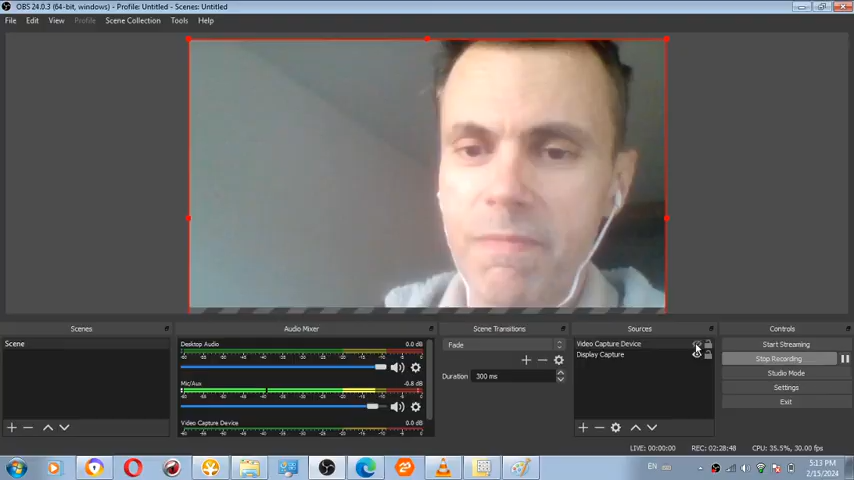 OBS 24.0.3 (64-bit, windows) - Profile: Untitled - Scenes: Untitled
File Edit View Profile Scene Collection Tools Help
Scenes
Audio Mixer
Scene Transitions
Sources
Controls
Scene
Desktop Audio 0.0 dB
Mic/Aux -0.8 dB
Video Capture Device 0.0 dB
Fade
Duration 300 ms
Video Capture Device
Display Capture
Start Streaming
Stop Recording
Studio Mode
Settings
Exit
LIVE: 00:00:00 REC: 02:28:48 CPU: 35.5%, 30.00 fps
EN
5:13 PM
2/15/2024